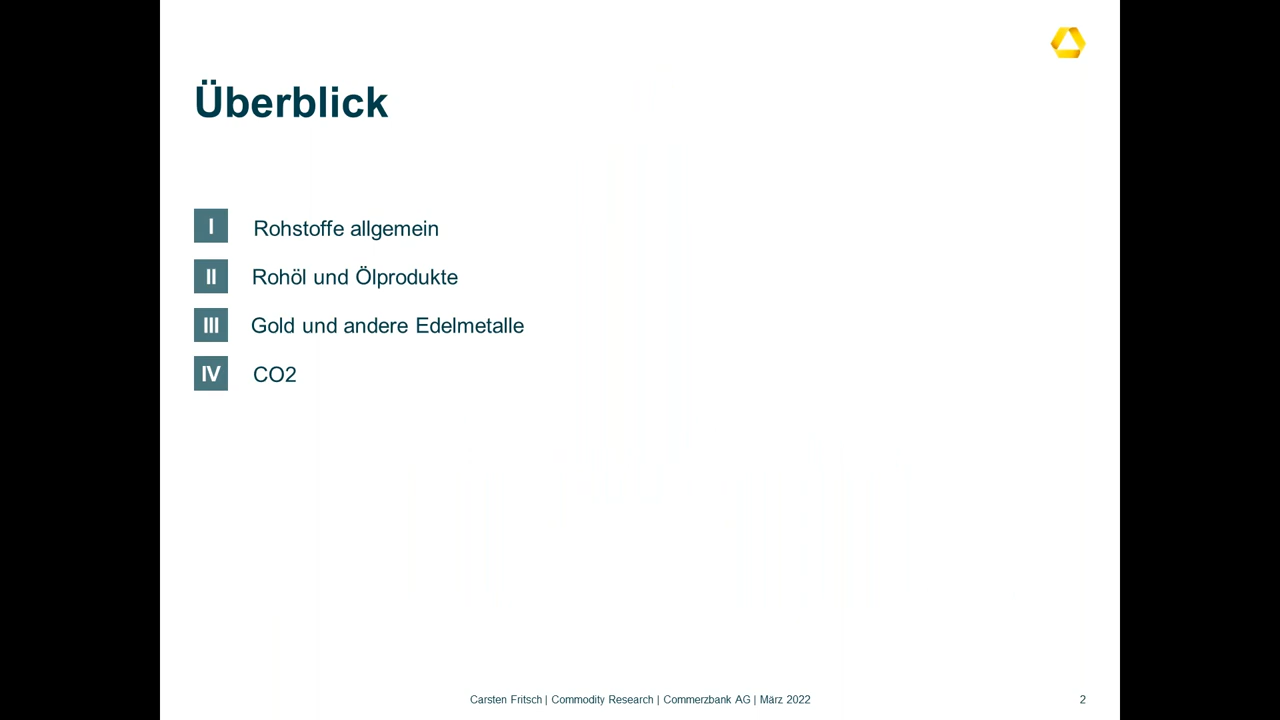 Überblick
I Rohstoffe allgemein
II Rohöl und Ölprodukte
III Gold und andere Edelmetalle
IV CO2
Carsten Fritsch | Commodity Research | Commerzbank AG | März 2022 2